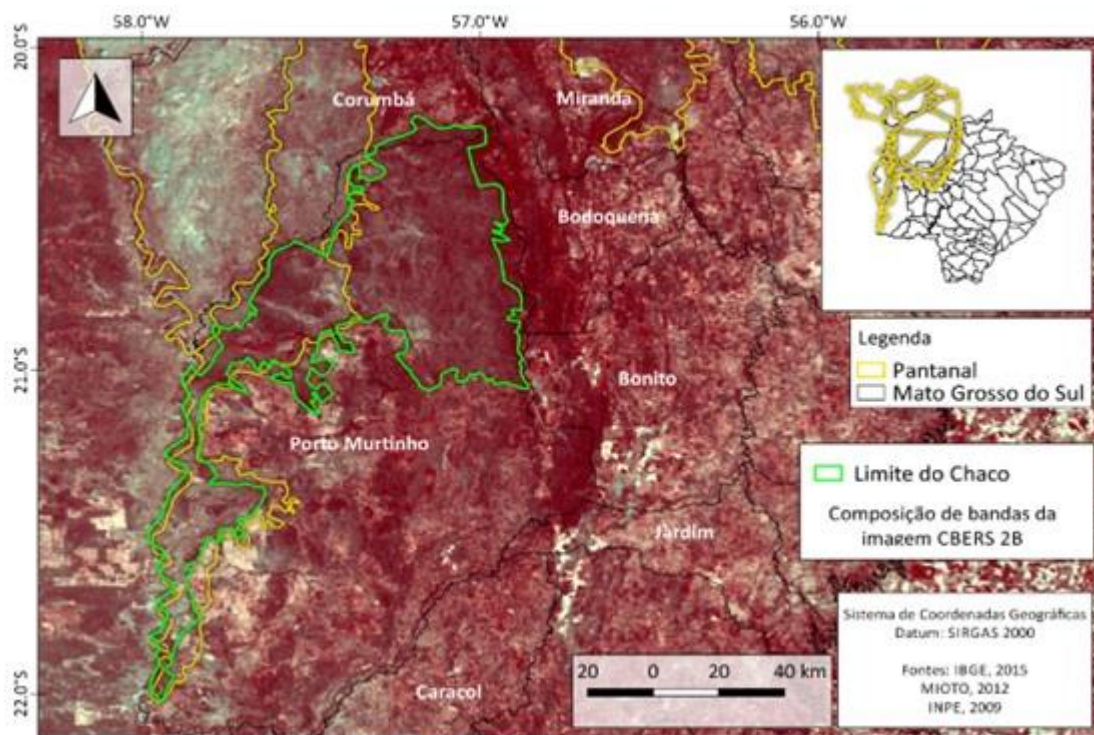 58.0°W
57.0°W
56.0°W
20.0°S
21.0°S
22.0°S
Corumbá
Miranda
Bodoquena
Bonito
Porto Murtinho
Jardim
Caracol
Legenda
Pantanal
Mato Grosso do Sul
Limite do Chaco
Composição de bandas da
imagem CBERS 2B
Sistema de Coordenadas Geográficas
Datum: SIRGAS 2000
Fontes: IBGE, 2015
MIOTO, 2012
INPE, 2009
20 0 20 40 km